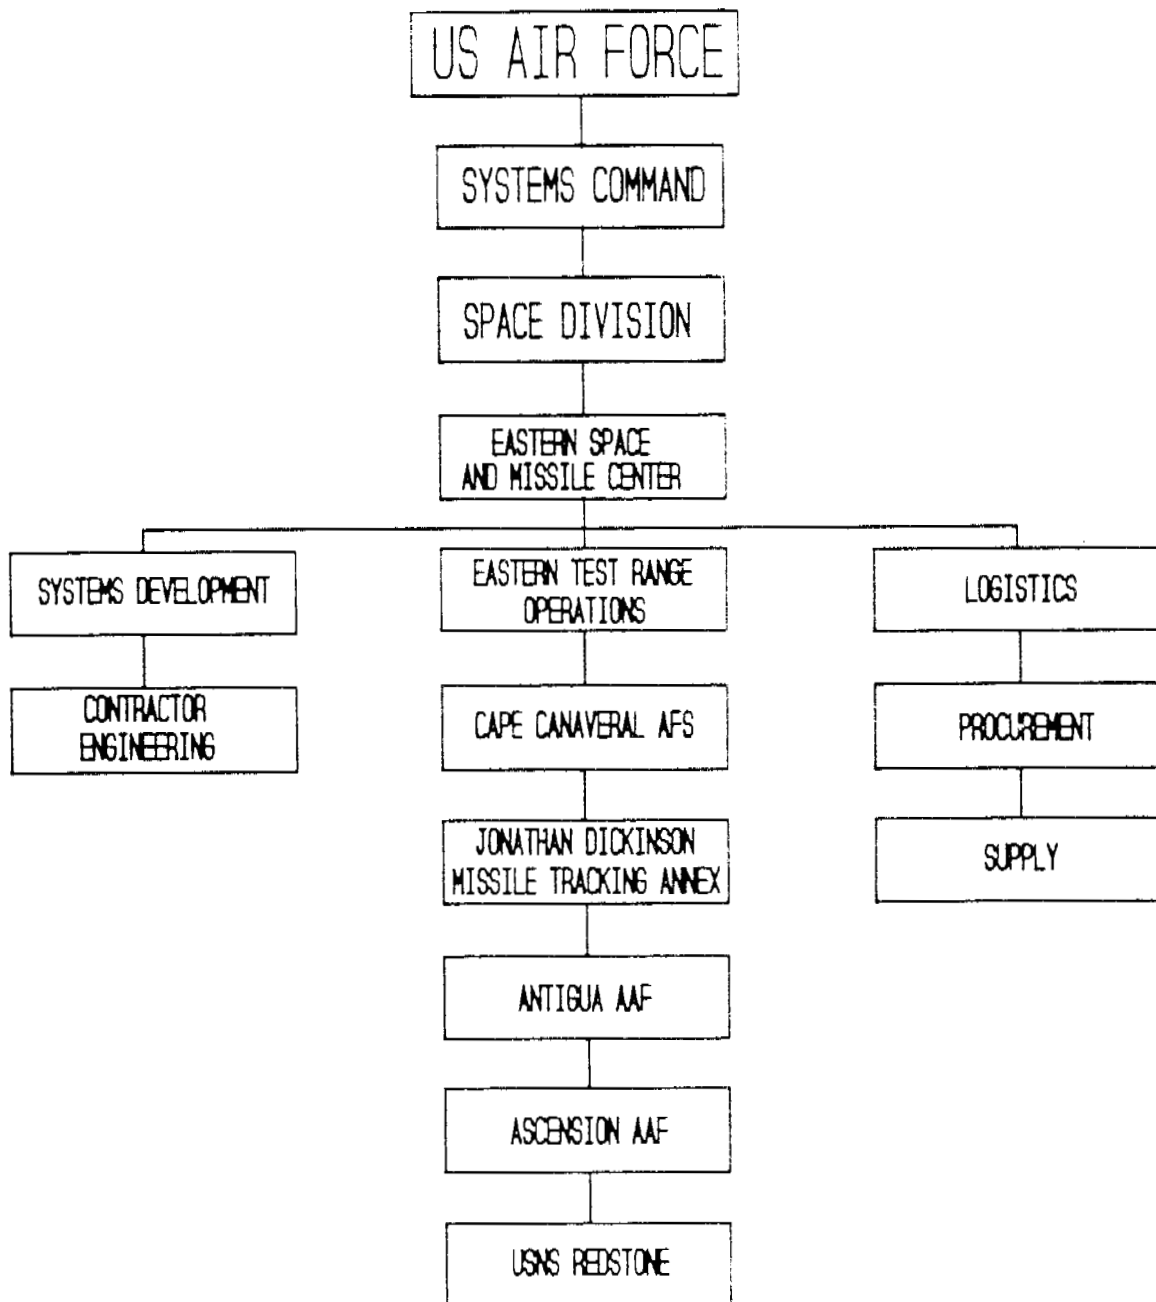 US AIR FORCE
SYSTEMS COMMAND
SPACE DIVISION
EASTERN SPACE
AND MISSILE CENTER
SYSTEMS DEVELOPMENT
EASTERN TEST RANGE
OPERATIONS
LOGISTICS
CONTRACTOR
ENGINEERING
CAPE CANAVERAL AFS
PROCUREMENT
JONATHAN DICKINSON
MISSILE TRACKING ANNEX
SUPPLY
ANTIGUA AAF
ASCENSION AAF
USNS REDSTONE